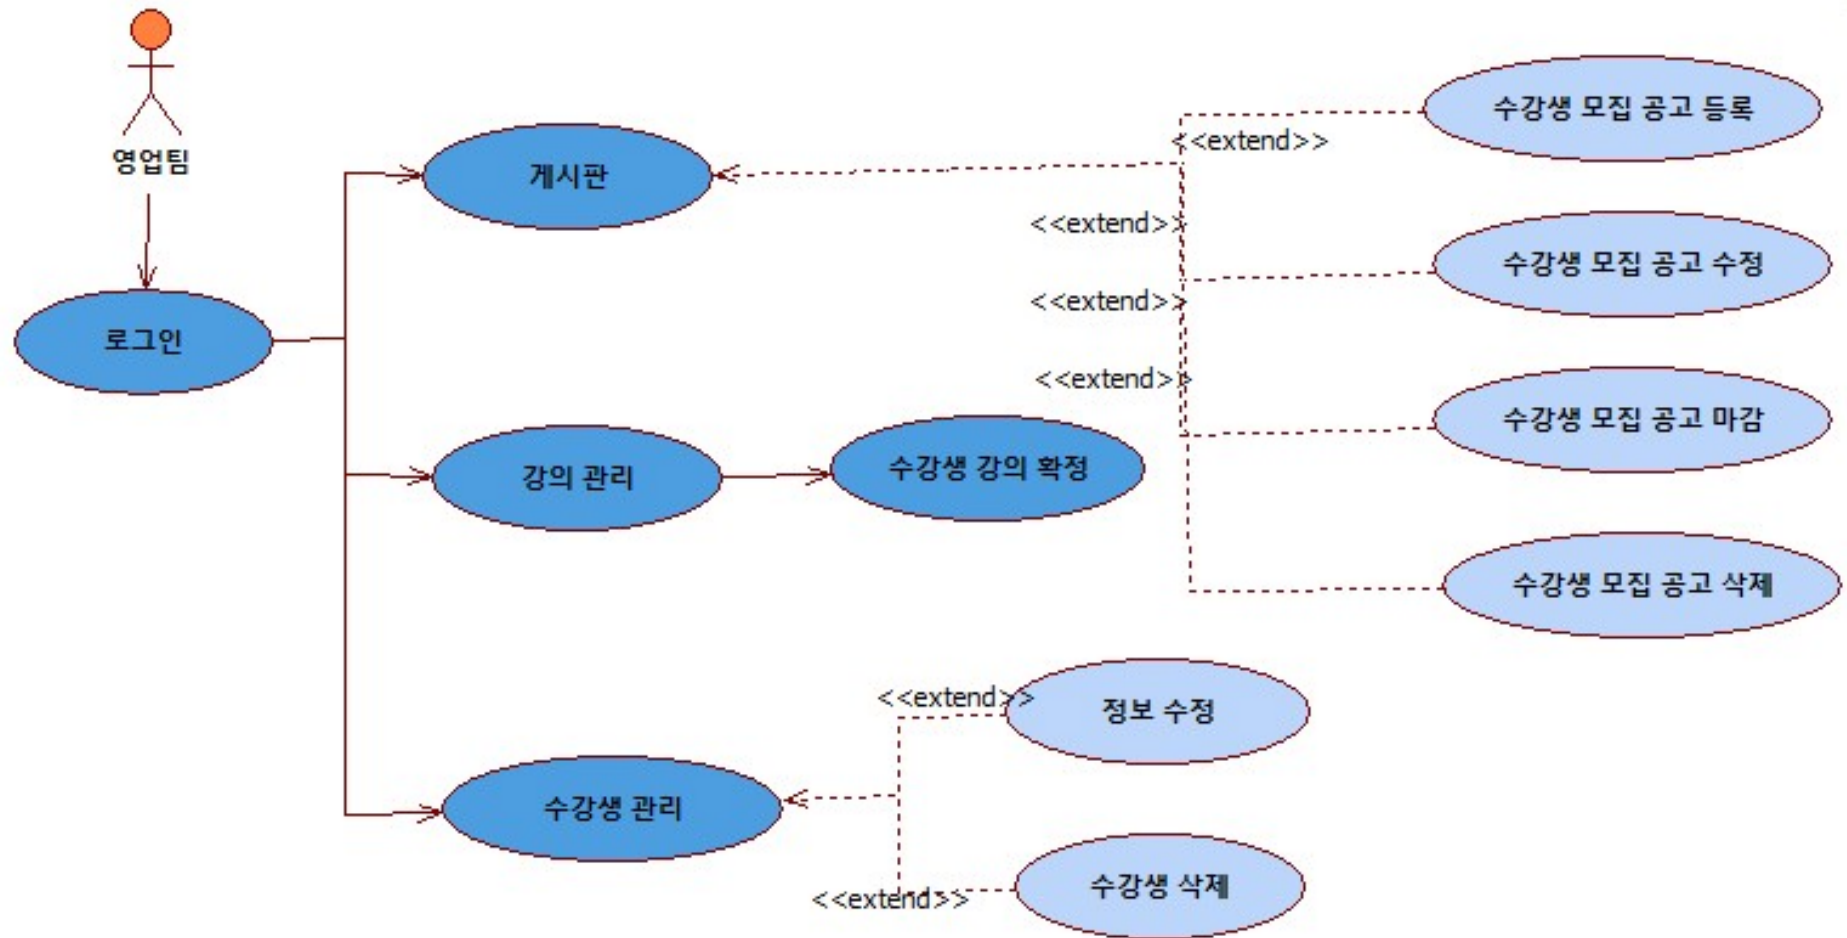 영업팀
로그인
게시판
강의 관리
수강생 강의 확정
수강생 관리
<<extend>>
<<extend>>
<<extend>>
<<extend>>
수강생 모집 공고 등록
수강생 모집 공고 수정
수강생 모집 공고 마감
수강생 모집 공고 삭제
<<extend>>
정보 수정
<<extend>>
수강생 삭제